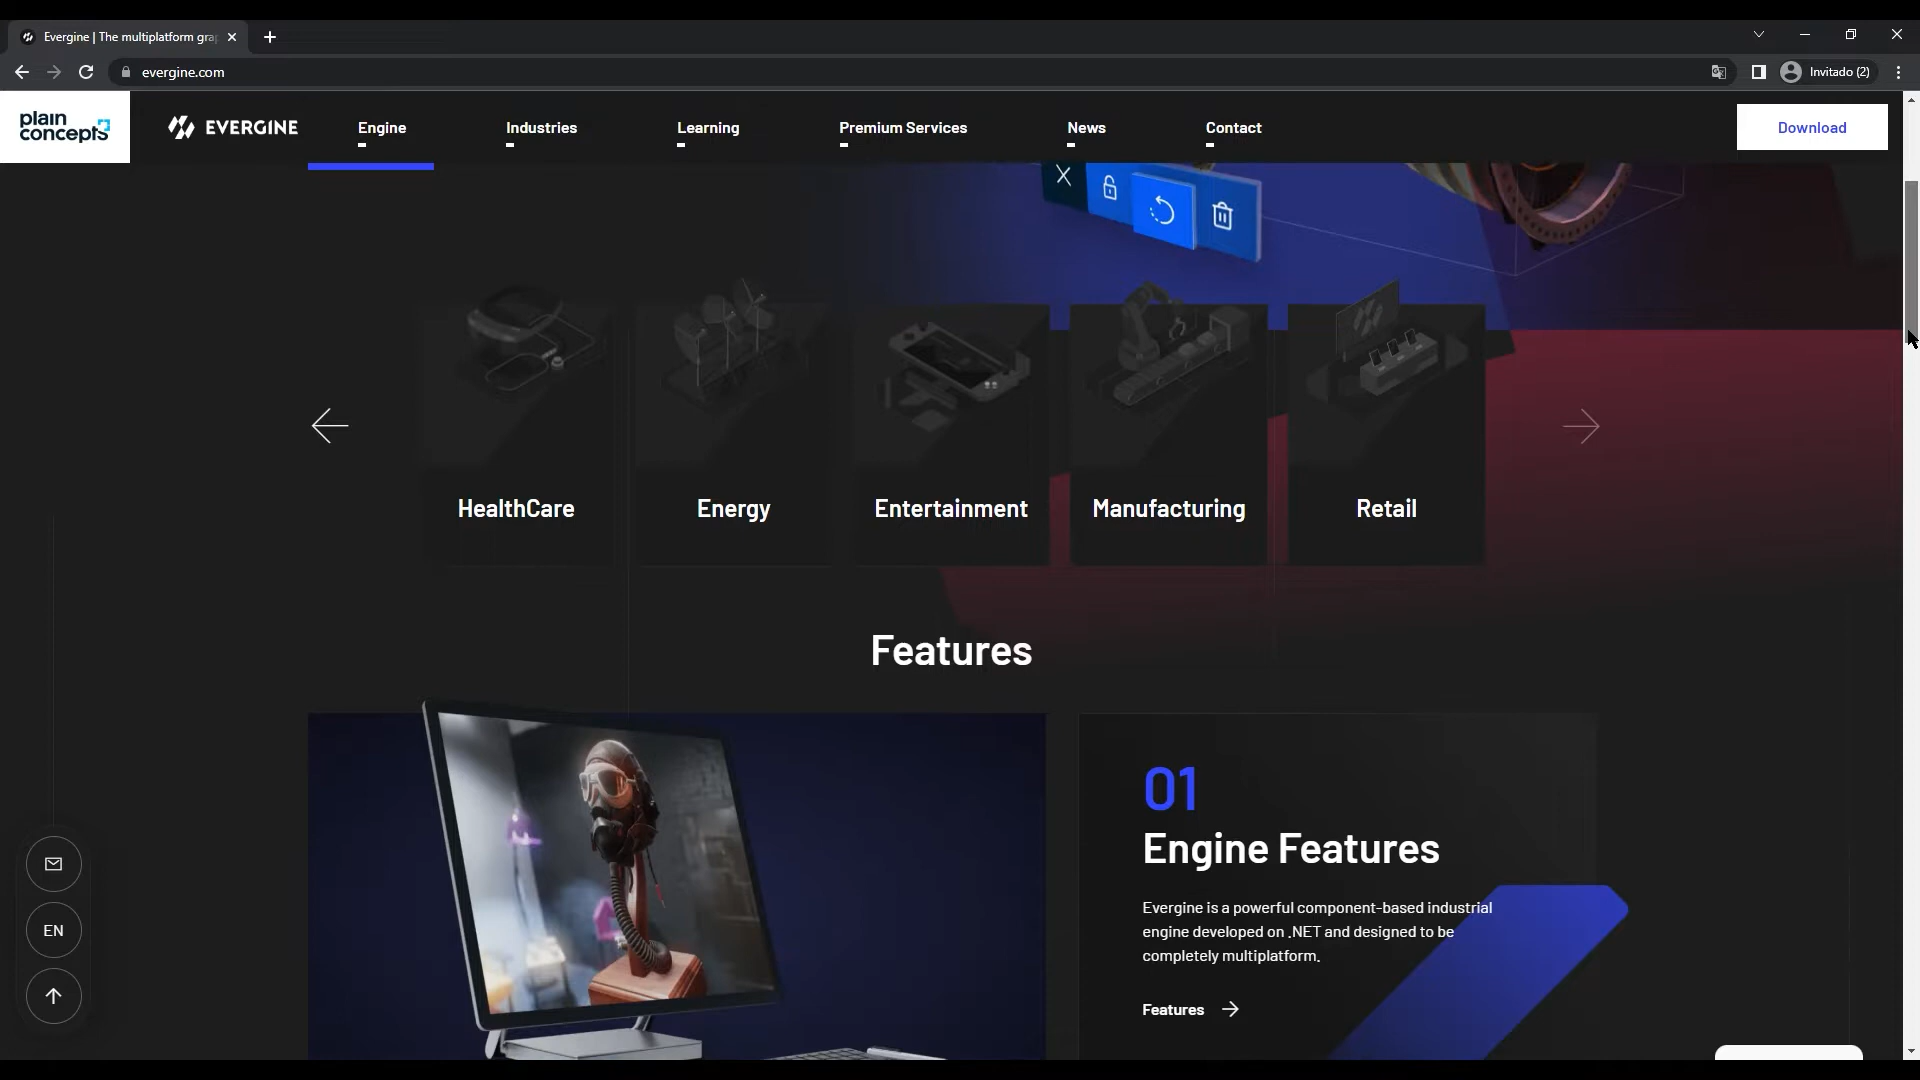 Evergine | The multiplatform gra
evergine.com
Invitado (2)
plain
concepts
EVERGINE
Engine
Industries
Learning
Premium Services
News
Contact
Download
HealthCare
Energy
Entertainment
Manufacturing
Retail
Features
01
Engine Features
Evergine is a powerful component-based industrial
engine developed on .NET and designed to be
completely multiplatform.
Features
EN